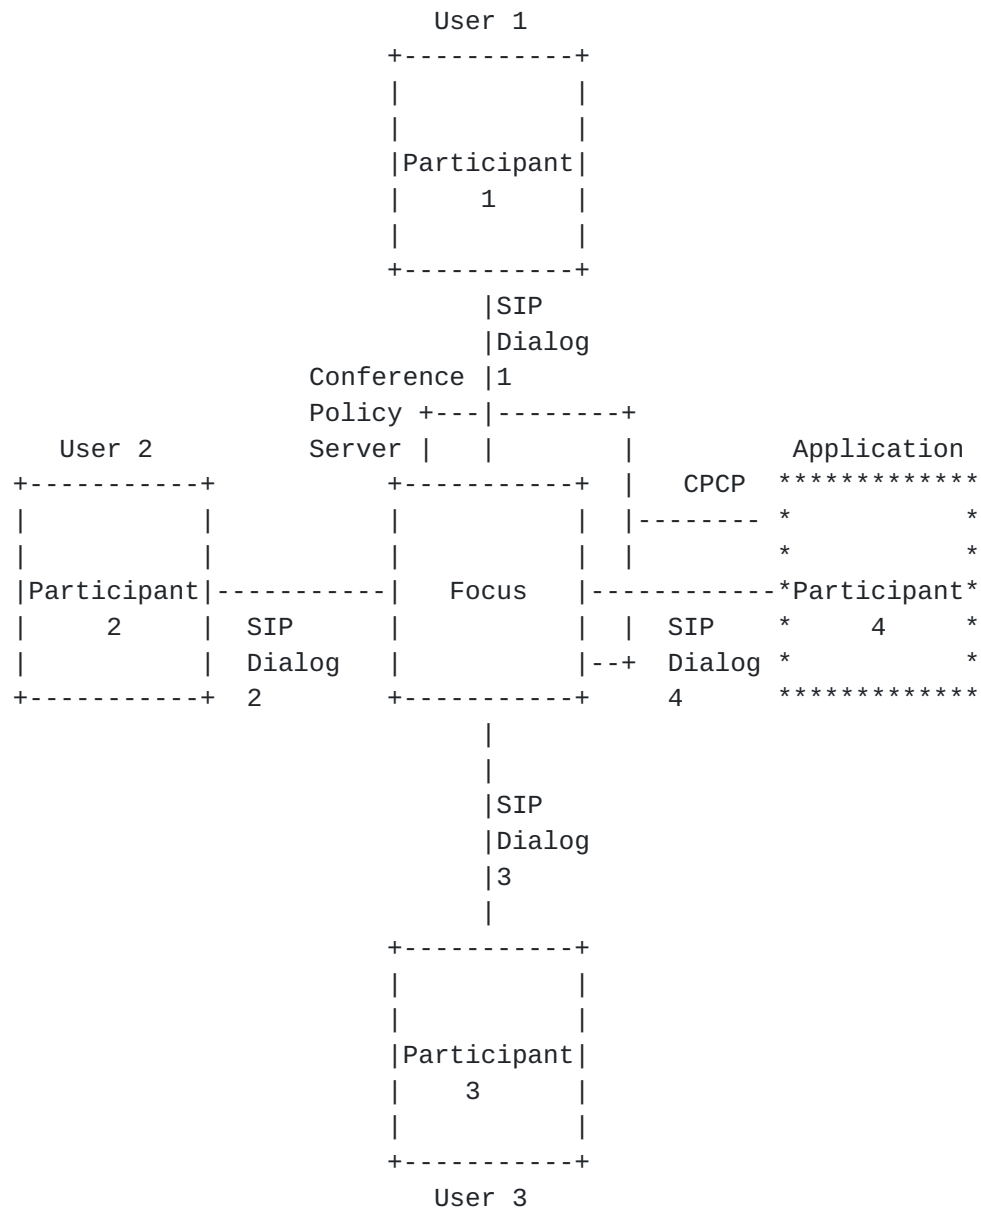 User 1
Participant
1
SIP
Dialog
Conference 1
Policy
User 2 Server Application
CPCP
Participant Focus Participant
2 SIP SIP 4
Dialog Dialog
2 4
SIP
Dialog
3
Participant
3
User 3